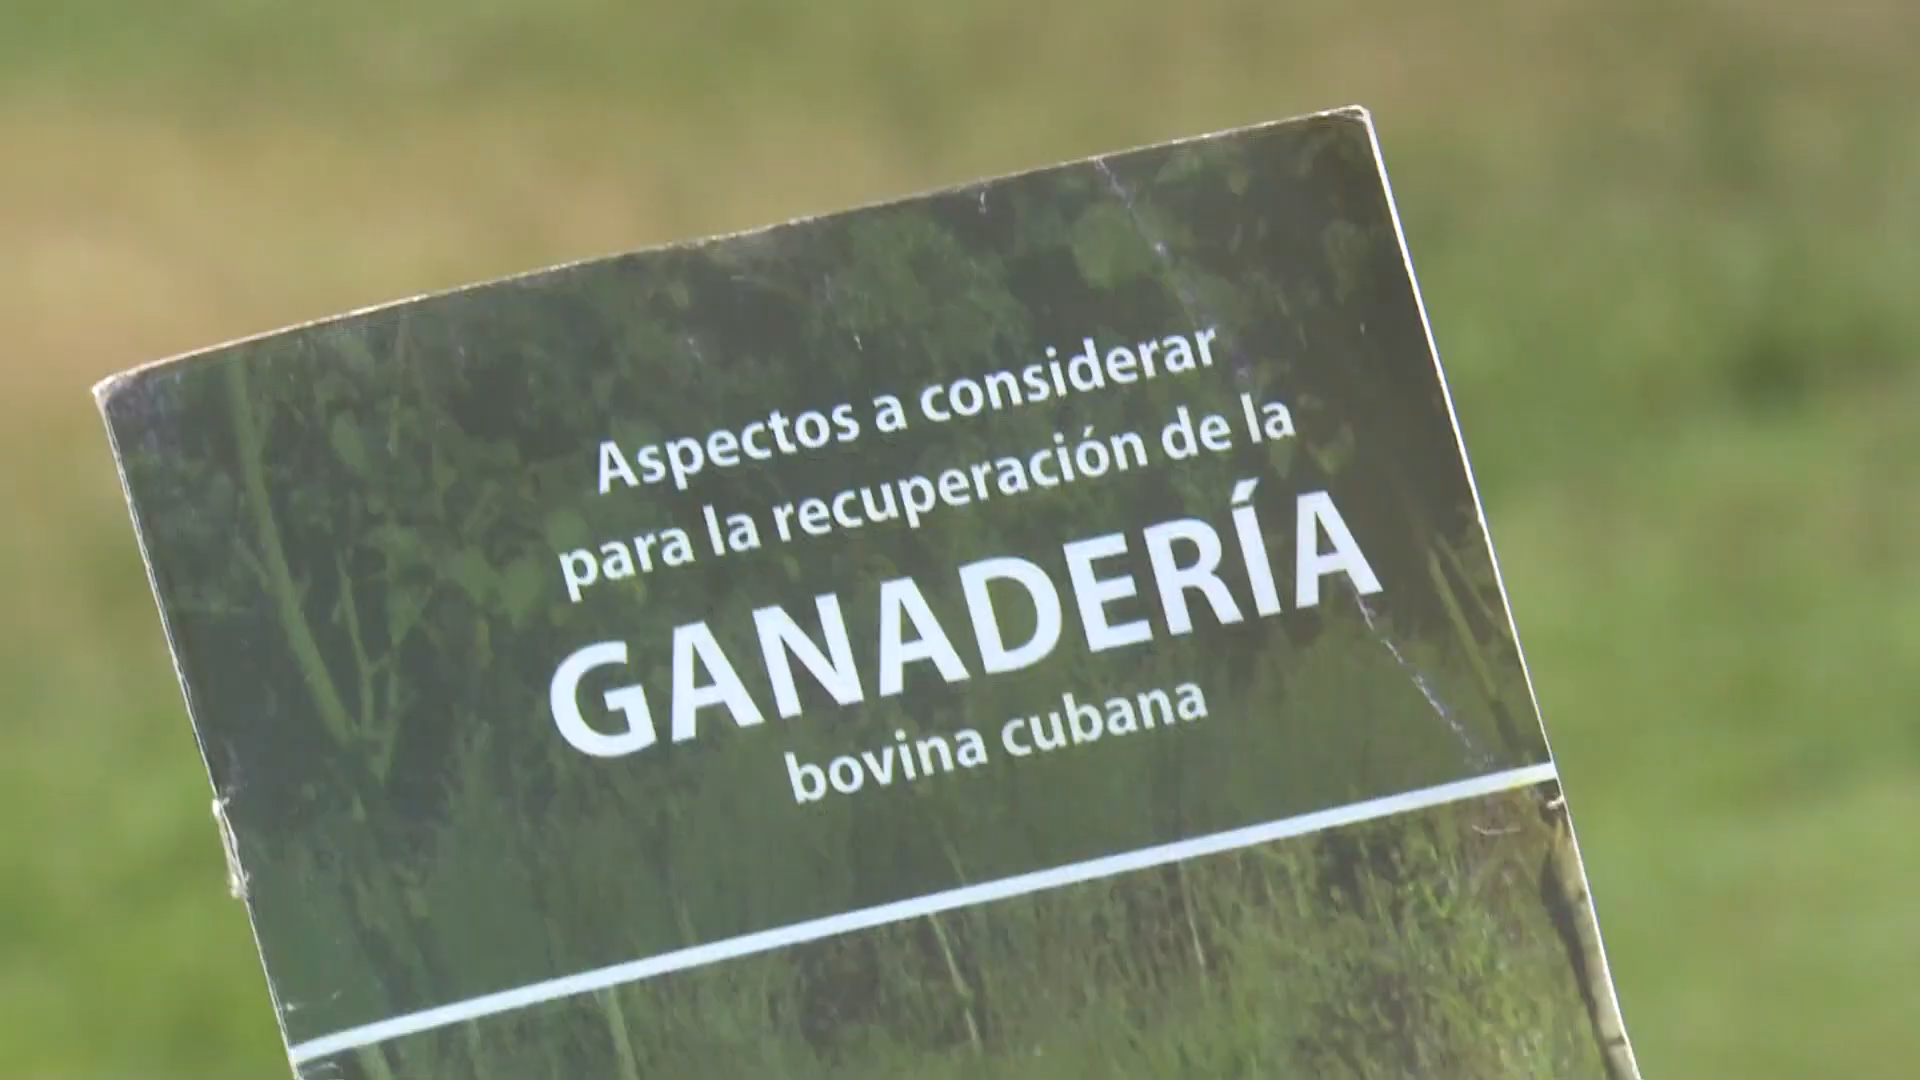 Aspectos a considerar
para la recuperación de la
GANADERÍA
bovina cubana